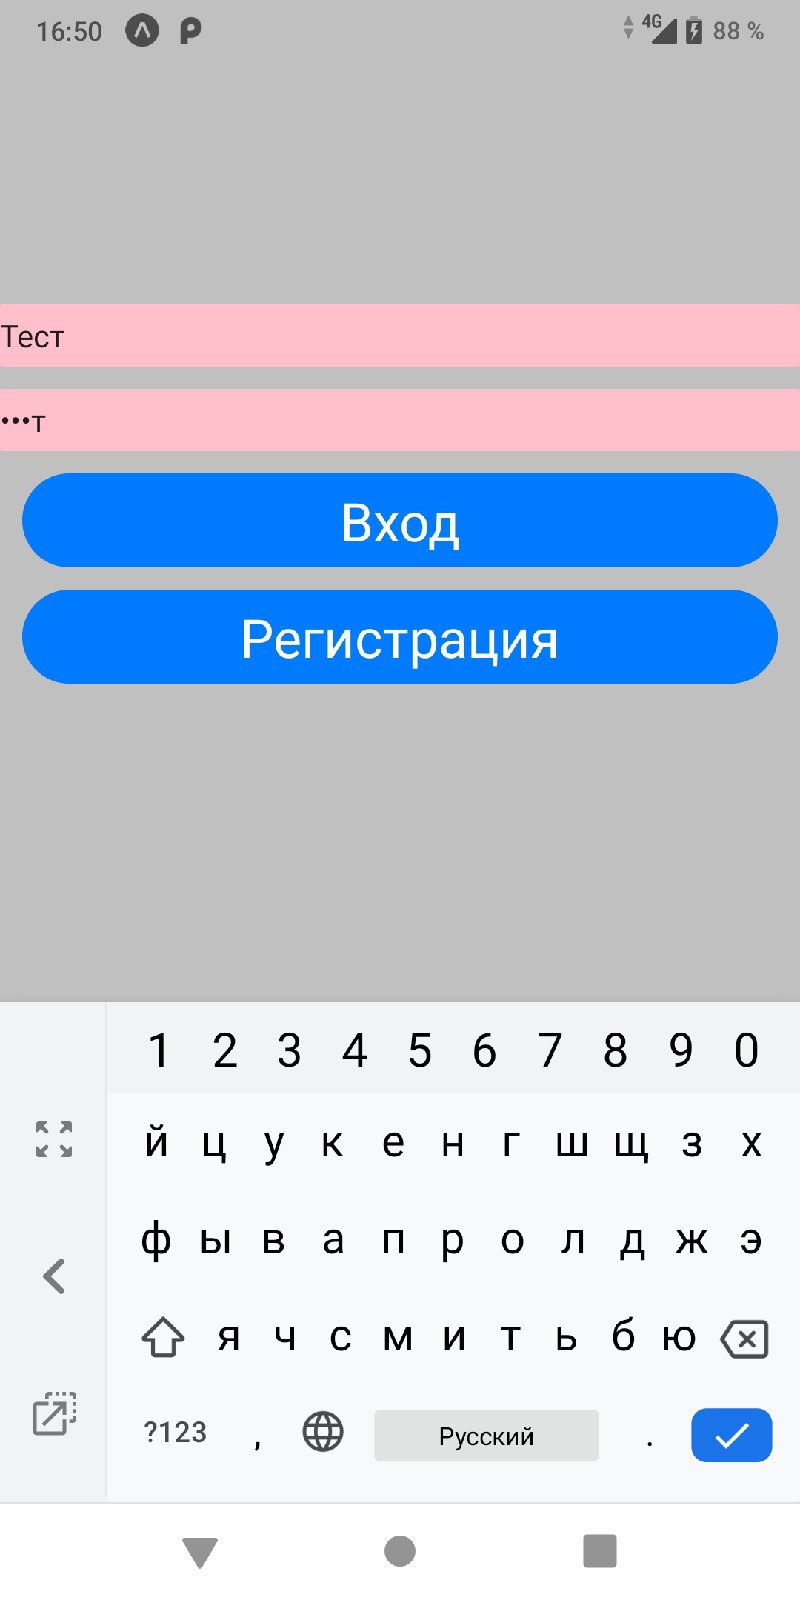 16:50 4G 88 %
Тест
•••т
Вход
Регистрация
1 2 3 4 5 6 7 8 9 0
й ц у к е н г ш щ з х
ф ы в а п р о л д ж э
я ч с м и т ь б ю
?123 , Русский .